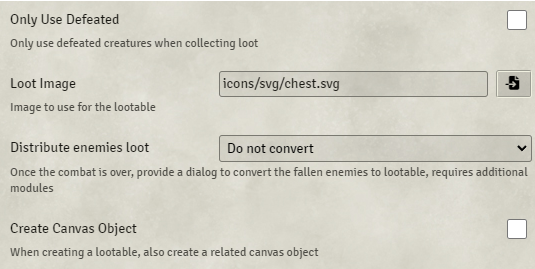 Only Use Defeated
Only use defeated creatures when collecting loot
Loot Image
icons/svg/chest.svg
Image to use for the lootable
Distribute enemies loot
Do not convert
Once the combat is over, provide a dialog to convert the fallen enemies to lootable, requires additional
modules
Create Canvas Object
When creating a lootable, also create a related canvas object